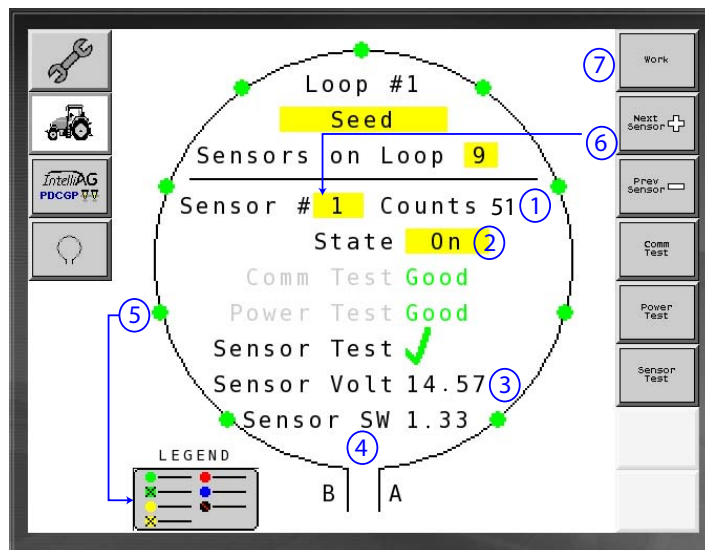 Loop #1
Seed
Sensors on Loop 9
Sensor # 1 Counts 51 1
State On 2
Comm Test Good
Power Test Good
Sensor Test
Sensor Volt 14.57 3
Sensor SW 1.33
4
B A
5
LEGEND
IntelliAG
PDCGP
7
Work
6
Next
Sensor
Prev
Sensor
Comm
Test
Power
Test
Sensor
Test